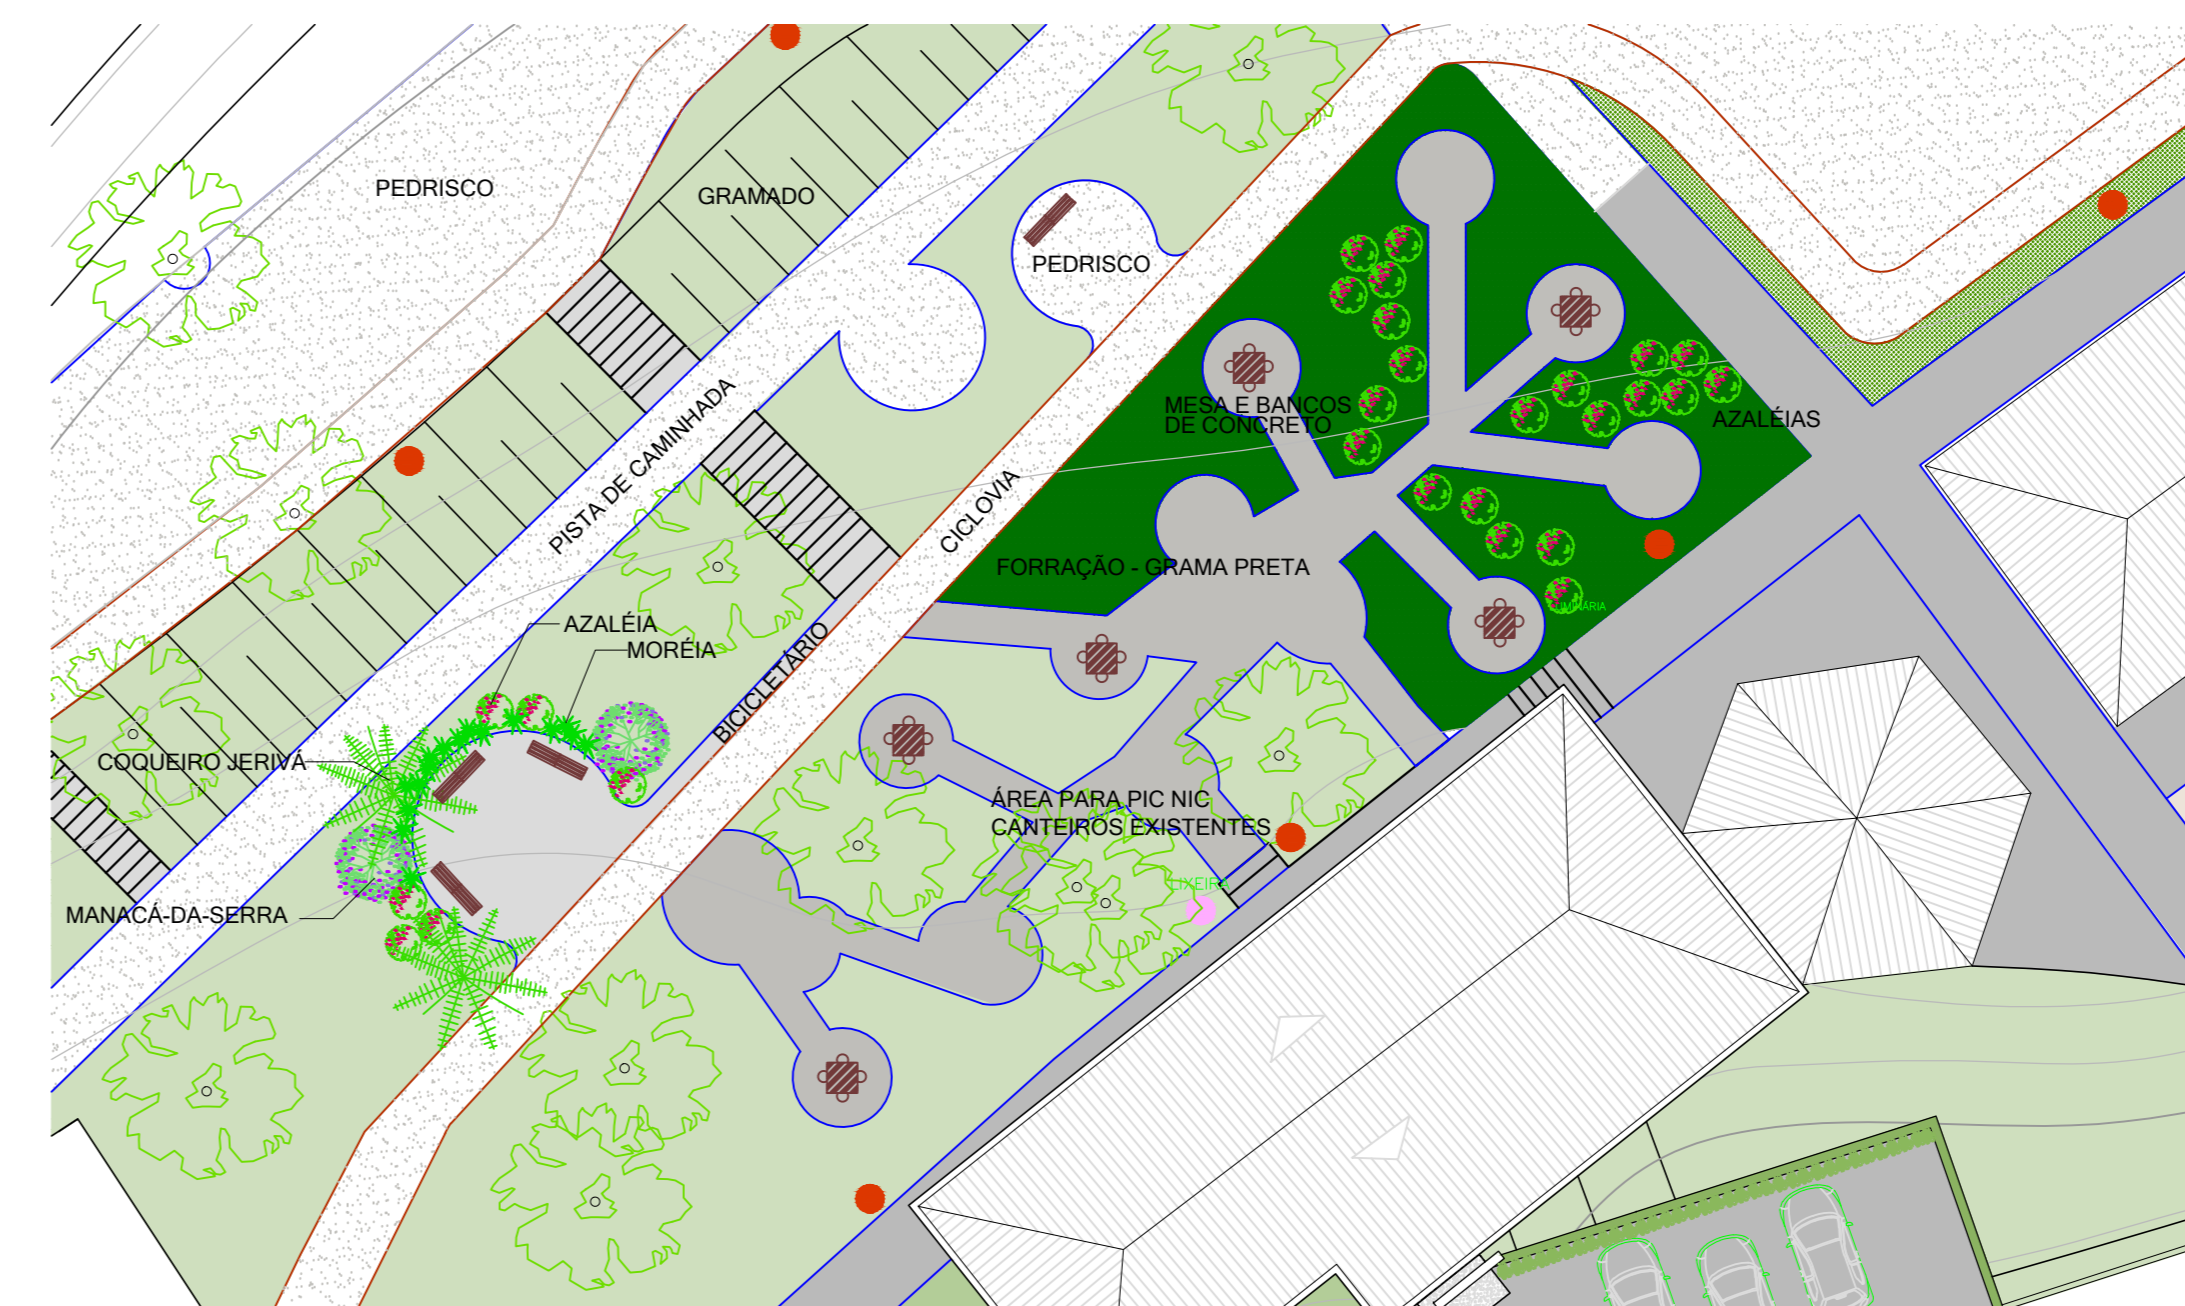 PEDRISCO
GRAMADO
PEDRISCO
MESA E BANCOS
DE CONCRETO
AZALÉIAS
PISTA DE CAMINHADA
CICLOVIA
FORRAÇÃO - GRAMA PRETA
LUMINÁRIA
AZALÉIA
MORÉIA
BICICLETÁRIO
COQUEIRO JERIVÁ
ÁREA PARA PIC NIC
CANTEIROS EXISTENTES
LIXEIRA
MANACÁ-DA-SERRA